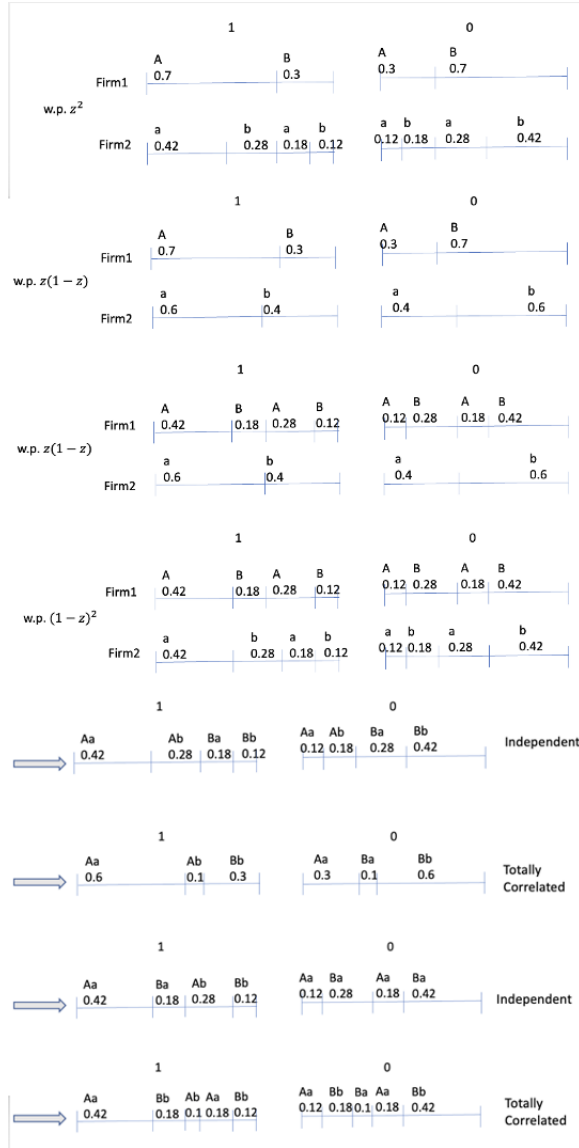 1 0
A B A B
Firm1 0.7 0.3 0.3 0.7
w.p. z²
a b a b a b a b
Firm2 0.42 0.28 0.18 0.12 0.12 0.18 0.28 0.42
1 0
A B A B
Firm1 0.7 0.3 0.3 0.7
w.p. z(1 − z)
a b a b
Firm2 0.6 0.4 0.4 0.6
1 0
A B A B A B A B
Firm1 0.42 0.18 0.28 0.12 0.12 0.28 0.18 0.42
w.p. z(1 − z)
a b a b
Firm2 0.6 0.4 0.4 0.6
1 0
A B A B A B A B
Firm1 0.42 0.18 0.28 0.12 0.12 0.28 0.18 0.42
w.p. (1 − z)²
a b a b a b a b
Firm2 0.42 0.28 0.18 0.12 0.12 0.18 0.28 0.42
1 0
Aa Ab Ba Bb Aa Ab Ba Bb
0.42 0.28 0.18 0.12 0.12 0.18 0.28 0.42 Independent
1 0
Aa Ab Bb Aa Ba Bb
0.6 0.1 0.3 0.3 0.1 0.6 Totally
Correlated
1 0
Aa Ba Ab Bb Aa Ba Aa Ba
0.42 0.18 0.28 0.12 0.12 0.28 0.18 0.42 Independent
1 0
Aa Bb Ab Aa Bb Aa Bb Ba Aa Bb
0.42 0.18 0.1 0.18 0.12 0.12 0.18 0.1 0.18 0.42 Totally
Correlated